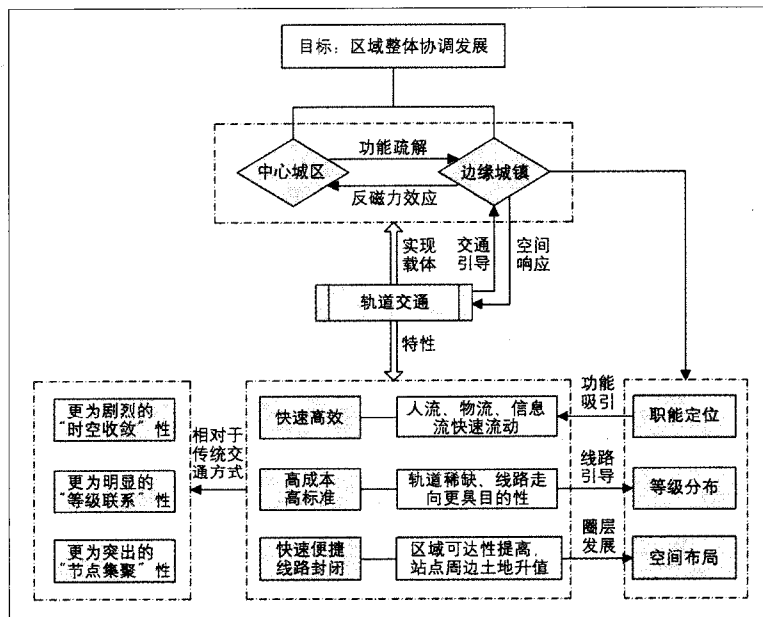 目标：区域整体协调发展
功能疏解
中心城区
边缘城镇
反磁力效应
实现
载体
交通
引导
空间
响应
轨道交通
特性
更为剧烈的
“时空收敛”性
更为明显的
“等级联系”性
更为突出的
“节点集聚”性
相对于
传统交
通方式
快速高效
人流、物流、信息
流快速流动
高成本
高标准
轨道稀缺、线路走
向更具目的性
快速便捷
线路封闭
区域可达性提高，
站点周边土地升值
功能
吸引
线路
引导
圈层
发展
职能定位
等级分布
空间布局